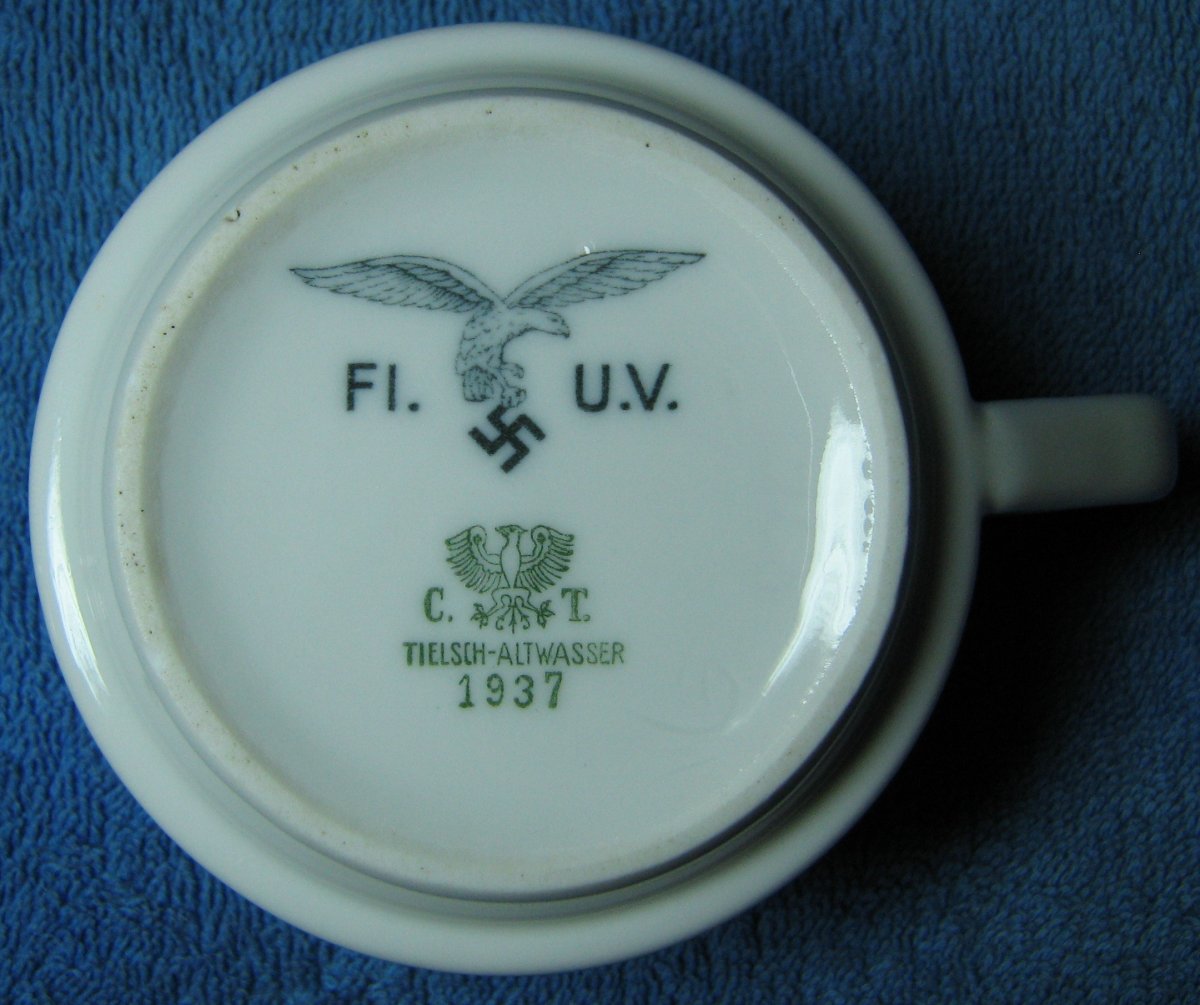 Fl. U.V.
C. T.
TIELSCH-ALTWASSER
1937